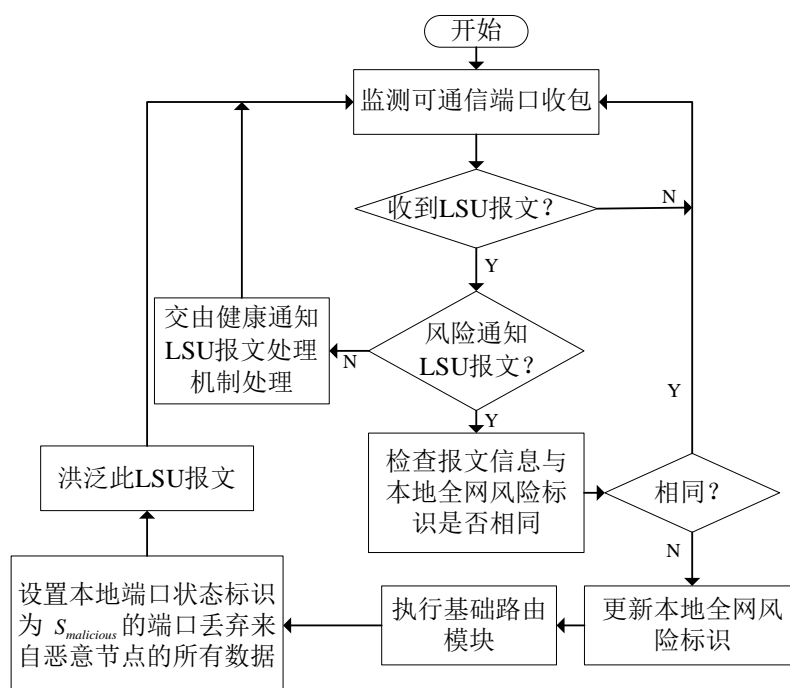 开始
监测可通信端口收包
收到LSU报文？
N
Y
交由健康通知
LSU报文处理
机制处理
N
风险通知
LSU报文？
Y
Y
洪泛此LSU报文
检查报文信息与
本地全网风险标
识是否相同
相同？
N
设置本地端口状态标识
为 Smalicious 的端口丢弃来
自恶意节点的所有数据
执行基础路由
模块
更新本地全网风
险标识